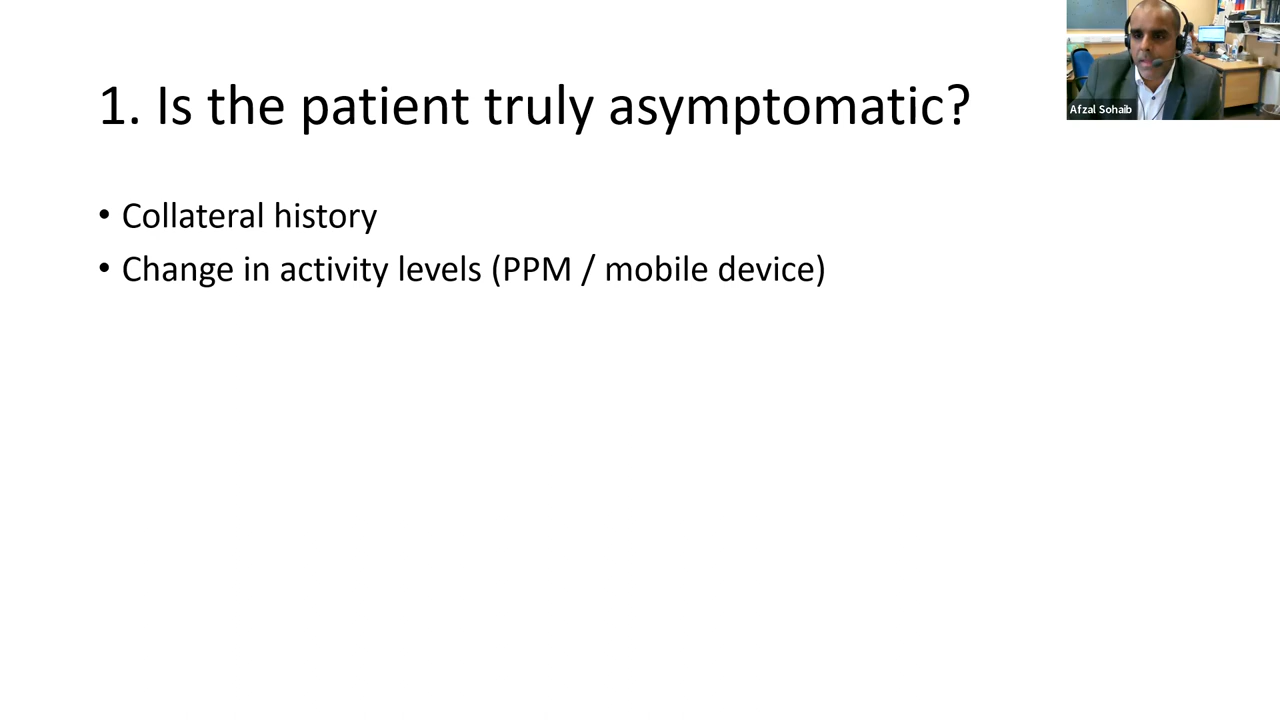 1. Is the patient truly asymptomatic?
Afzal Sohaib
• Collateral history
• Change in activity levels (PPM / mobile device)